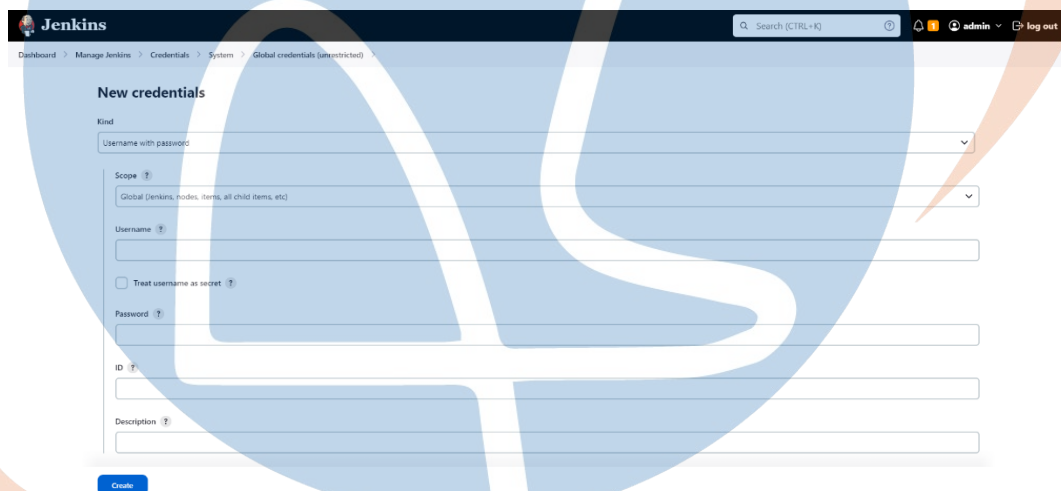 Jenkins
Search (CTRL+K) ? 1 admin log out
Dashboard > Manage Jenkins > Credentials > System > Global credentials (unrestricted) >
New credentials
Kind
Username with password
Scope ?
Global (Jenkins, nodes, items, all child items, etc)
Username ?
Treat username as secret ?
Password ?
ID ?
Description ?
Create